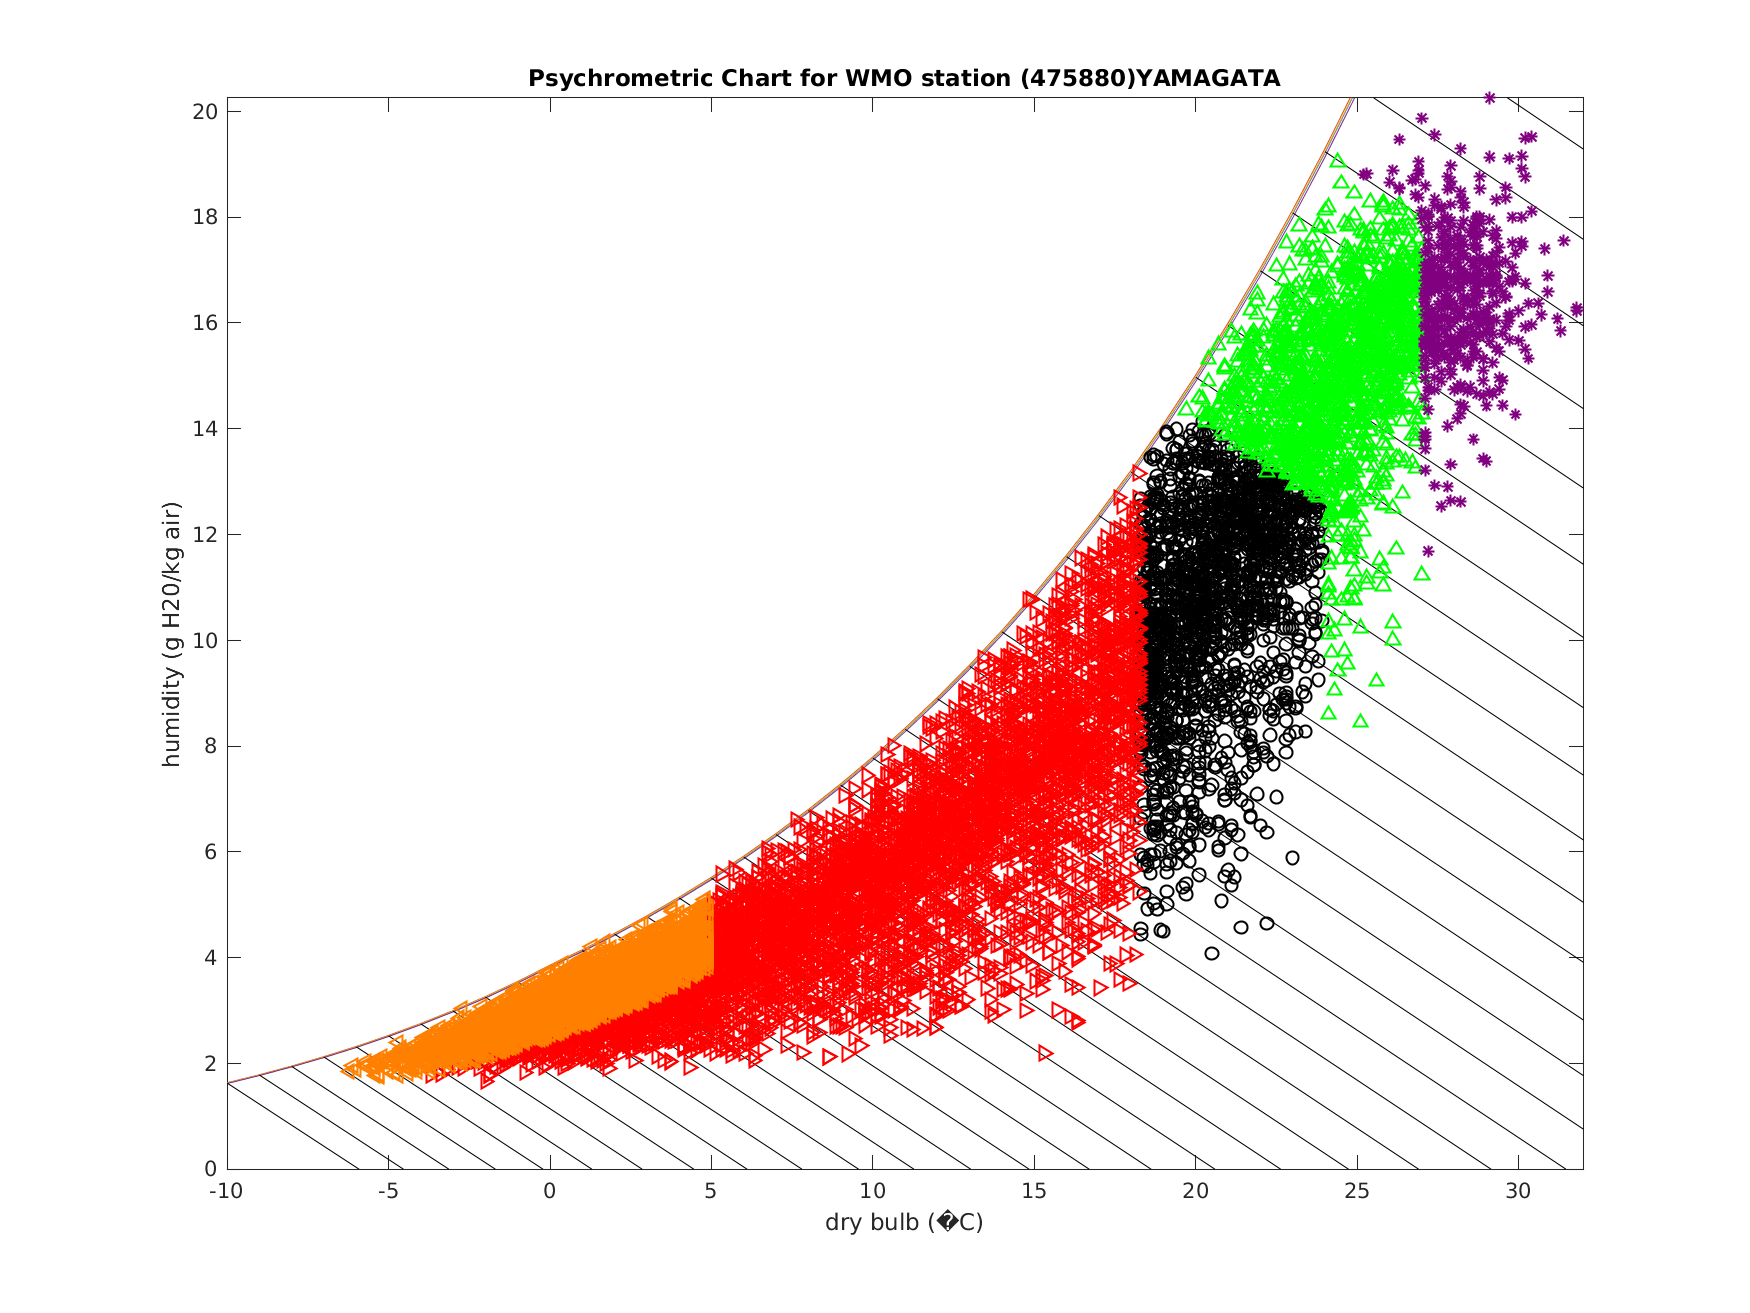 Psychrometric Chart for WMO station (475880)YAMAGATA
20
18
16
14
12
10
8
6
4
2
0
humidity (g H20/kg air)
-10 -5 0 5 10 15 20 25 30
dry bulb (�C)